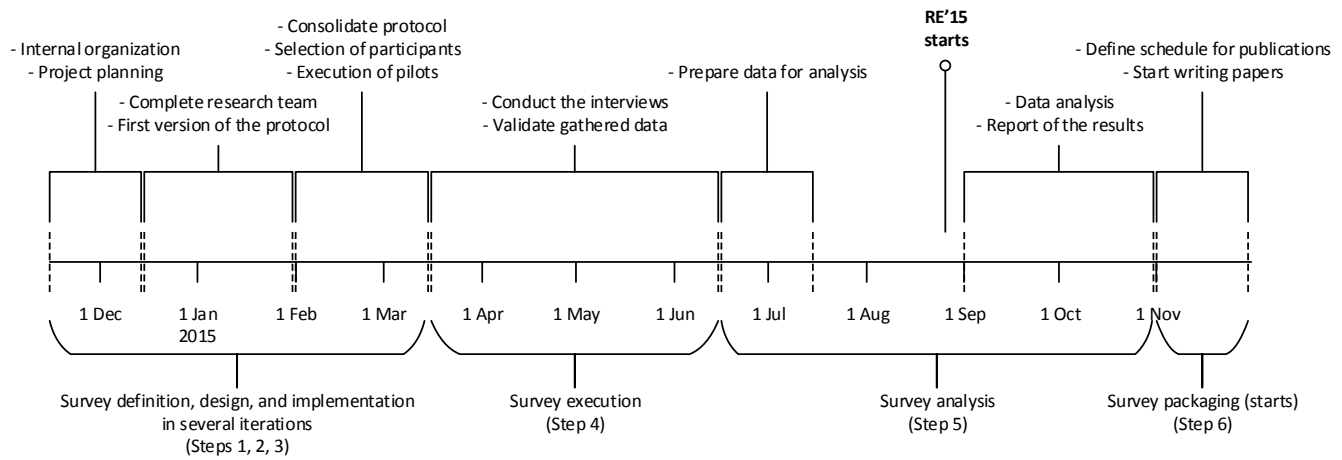 RE'15
starts
- Consolidate protocol
- Selection of participants
- Execution of pilots
- Internal organization
- Project planning
- Define schedule for publications
- Start writing papers
- Prepare data for analysis
- Complete research team
- First version of the protocol
- Conduct the interviews
- Validate gathered data
- Data analysis
- Report of the results
1 Dec
1 Jan
2015
1 Feb
1 Mar
1 Apr
1 May
1 Jun
1 Jul
1 Aug
1 Sep
1 Oct
1 Nov
Survey definition, design, and implementation
in several iterations
(Steps 1, 2, 3)
Survey execution
(Step 4)
Survey analysis
(Step 5)
Survey packaging (starts)
(Step 6)